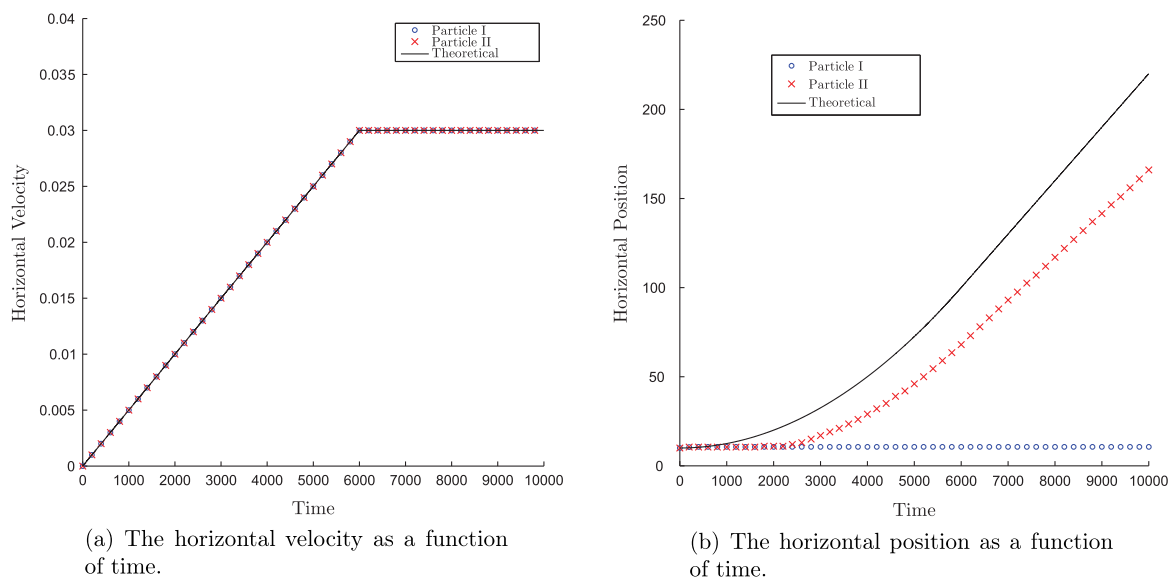 0.04
0.035
0.03
0.025
0.02
0.015
0.01
0.005
0
Horizontal Velocity
Particle I
Particle II
Theoretical
0 1000 2000 3000 4000 5000 6000 7000 8000 9000 10000
Time
(a) The horizontal velocity as a function
of time.
250
200
150
100
50
0
Horizontal Position
Particle I
Particle II
Theoretical
0 1000 2000 3000 4000 5000 6000 7000 8000 9000 10000
Time
(b) The horizontal position as a function
of time.